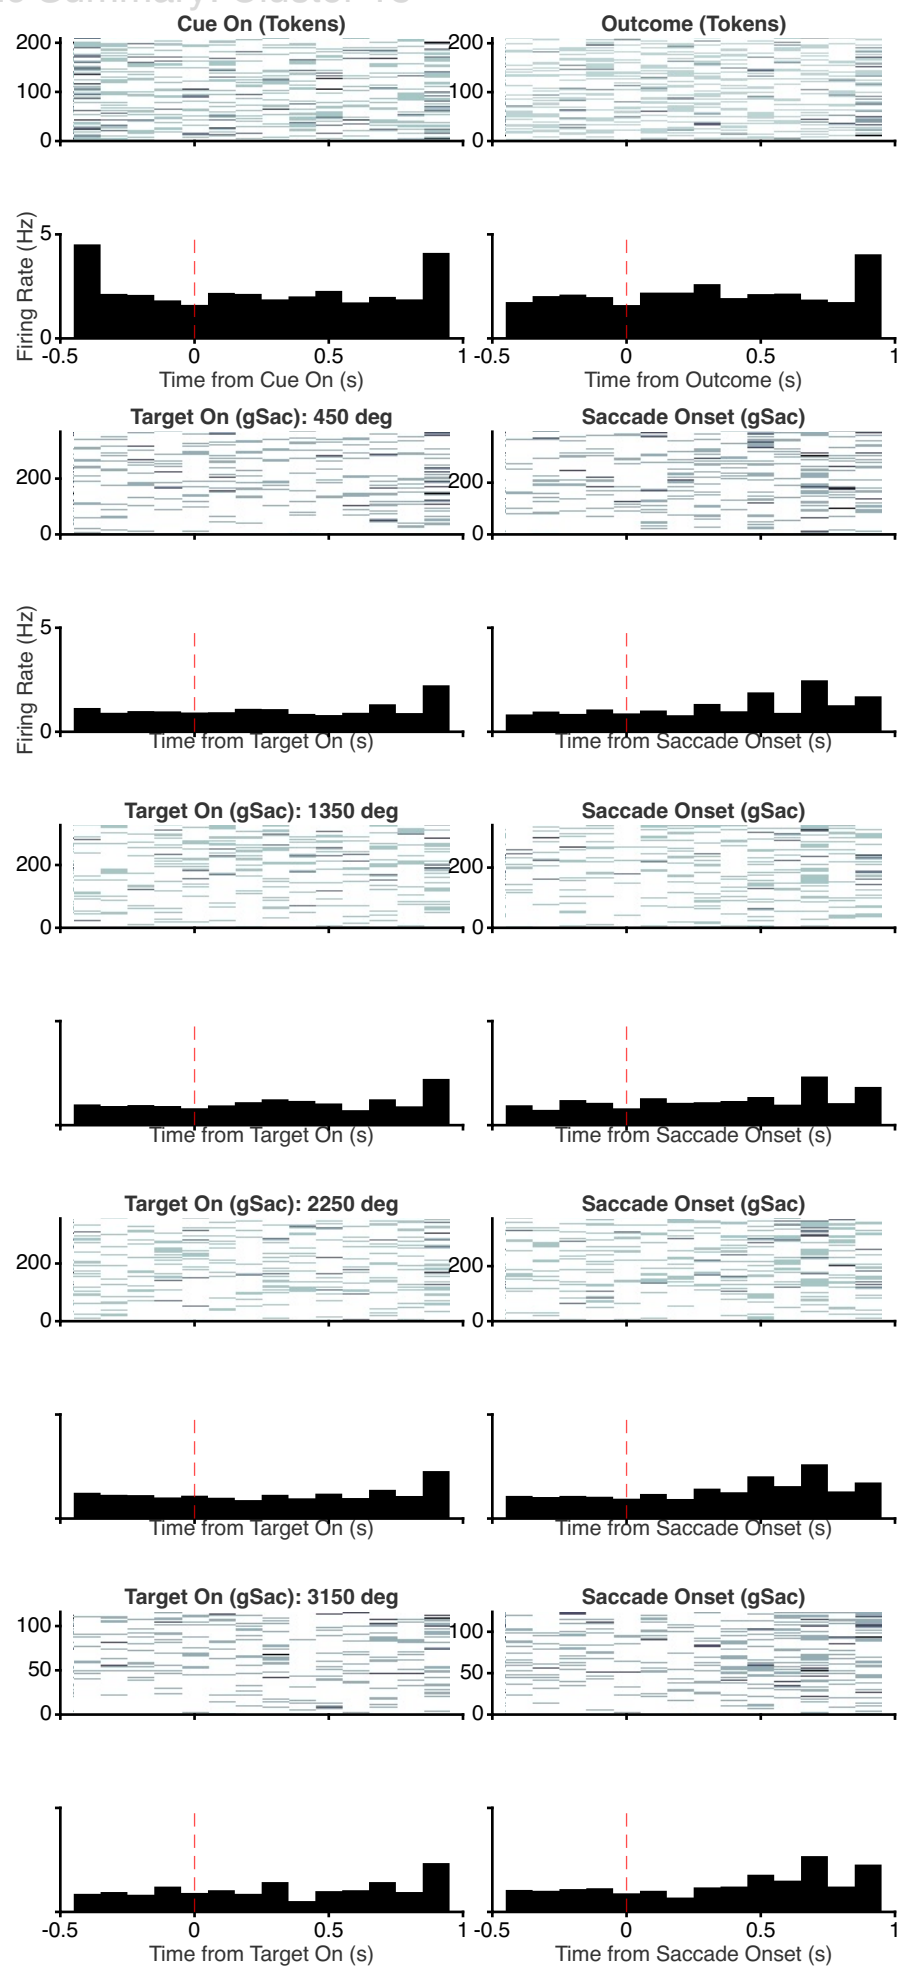 Summary: Cluster
Cue On (Tokens)
Outcome (Tokens)
200
100
0
200
100
0
Firing Rate (Hz)
5
0
-0.5 0 0.5 1
-0.5 0 0.5 1
Time from Cue On (s)
Time from Outcome (s)
Target On (gSac): 450 deg
Saccade Onset (gSac)
200
0
200
0
Firing Rate (Hz)
5
0
Time from Target On (s)
Time from Saccade Onset (s)
Target On (gSac): 1350 deg
Saccade Onset (gSac)
200
0
200
0
Time from Target On (s)
Time from Saccade Onset (s)
Target On (gSac): 2250 deg
Saccade Onset (gSac)
200
0
200
0
Time from Target On (s)
Time from Saccade Onset (s)
Target On (gSac): 3150 deg
Saccade Onset (gSac)
100
50
0
100
50
0
-0.5 0 0.5 1
-0.5 0 0.5 1
Time from Target On (s)
Time from Saccade Onset (s)